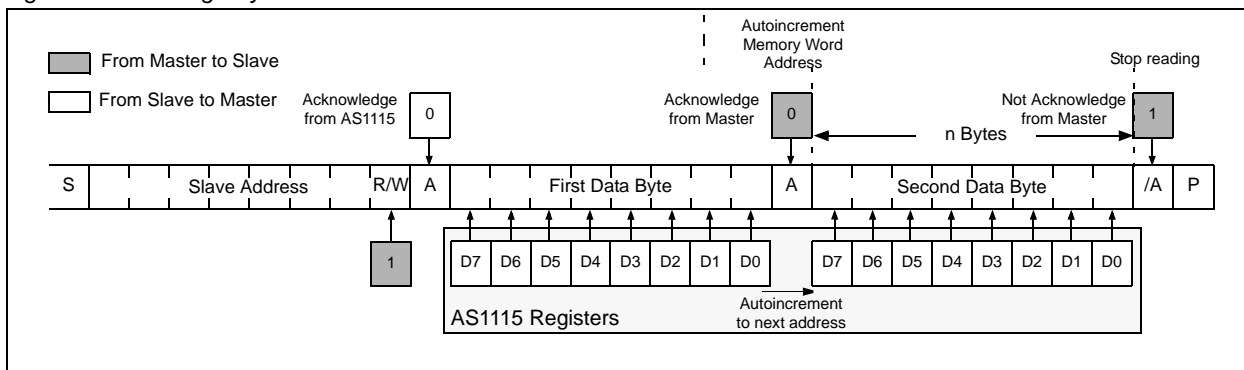 Autoincrement
Memory Word
Address
Stop reading
From Master to Slave
From Slave to Master
Acknowledge
from AS1115
0
Acknowledge
from Master
0
Not Acknowledge
from Master
1
n Bytes
S Slave Address R/W A First Data Byte A Second Data Byte /A P
1
D7 D6 D5 D4 D3 D2 D1 D0 D7 D6 D5 D4 D3 D2 D1 D0
Autoincrement
to next address
AS1115 Registers